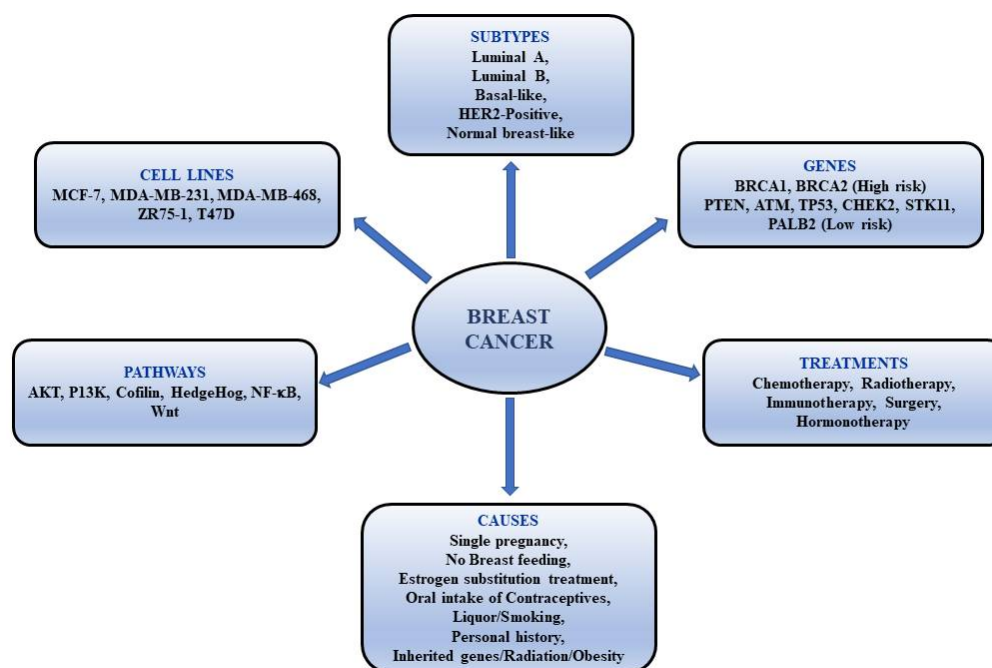 SUBTYPES
Luminal A,
Luminal B,
Basal-like,
HER2-Positive,
Normal breast-like
CELL LINES
MCF-7, MDA-MB-231, MDA-MB-468,
ZR75-1, T47D
GENES
BRCA1, BRCA2 (High risk)
PTEN, ATM, TP53, CHEK2, STK11,
PALB2 (Low risk)
BREAST
CANCER
PATHWAYS
AKT, P13K, Cofilin, HedgeHog, NF-κB,
Wnt
TREATMENTS
Chemotherapy, Radiotherapy,
Immunotherapy, Surgery,
Hormonotherapy
CAUSES
Single pregnancy,
No Breast feeding,
Estrogen substitution treatment,
Oral intake of Contraceptives,
Liquor/Smoking,
Personal history,
Inherited genes/Radiation/Obesity